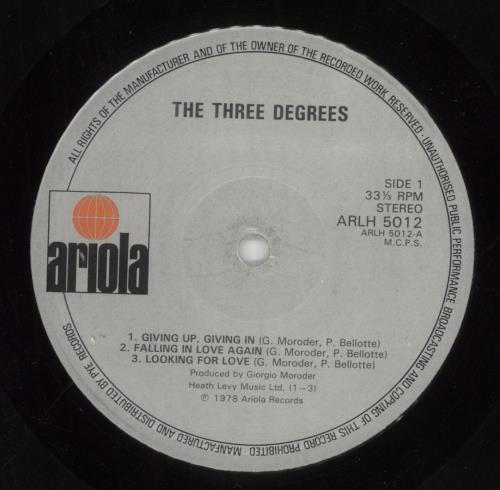 ALL RIGHTS OF THE MANUFACTURER AND OF THE OWNER OF THE RECORDED WORK RESERVED · UNAUTHORISED PUBLIC PERFORMANCE BROADCASTING AND COPYING OF THIS RECORD PROHIBITED · MANFACTURED AND DISTRIBUTED BY PYE RECORDS
THE THREE DEGREES
SIDE 1
33⅓ RPM
STEREO
ARLH 5012
ARLH 5012-A
M.C.P.S.
ariola
1. GIVING UP, GIVING IN (G. Moroder, P. Bellotte)
2. FALLING IN LOVE AGAIN (G. Moroder, P. Bellotte)
3. LOOKING FOR LOVE (G. Moroder, P. Bellotte)
Produced by Giorgio Moroder
Heath Levy Music Ltd. (1–3)
℗ 1978 Ariola Records